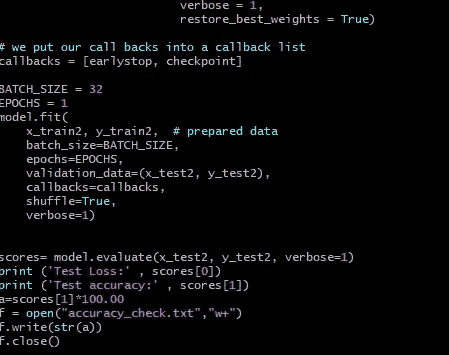 verbose = 1,
restore_best_weights = True)
# we put our call backs into a callback list
callbacks = [earlystop, checkpoint]
BATCH_SIZE = 32
EPOCHS = 1
model.fit(
x_train2, y_train2,  # prepared data
batch_size=BATCH_SIZE,
epochs=EPOCHS,
validation_data=(x_test2, y_test2),
callbacks=callbacks,
shuffle=True,
verbose=1)
scores= model.evaluate(x_test2, y_test2, verbose=1)
print ('Test Loss:' , scores[0])
print ('Test accuracy:' , scores[1])
a=scores[1]*100.00
f = open("accuracy_check.txt","w+")
f.write(str(a))
f.close()